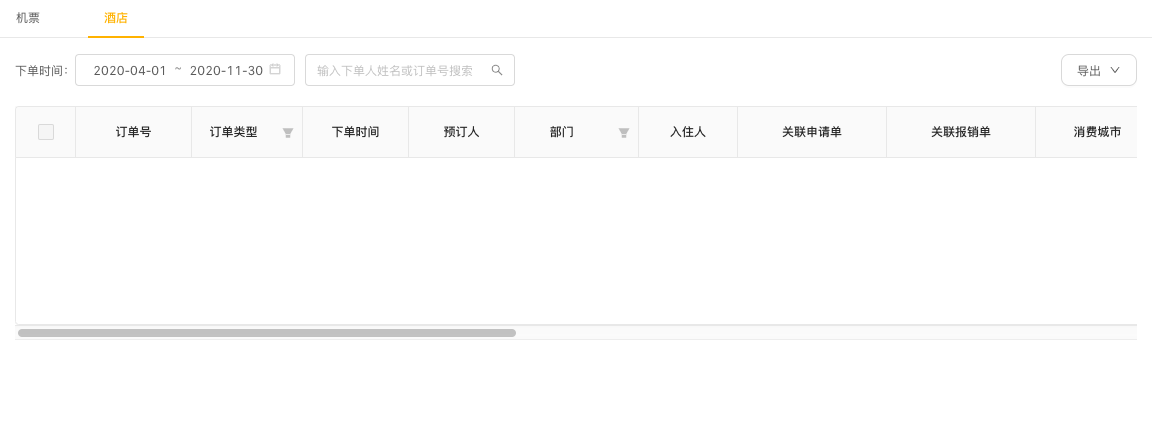 机票 酒店
下单时间: 2020-04-01 ~ 2020-11-30 输入下单人姓名或订单号搜索 导出
订单号 订单类型 下单时间 预订人 部门 入住人 关联申请单 关联报销单 消费城市